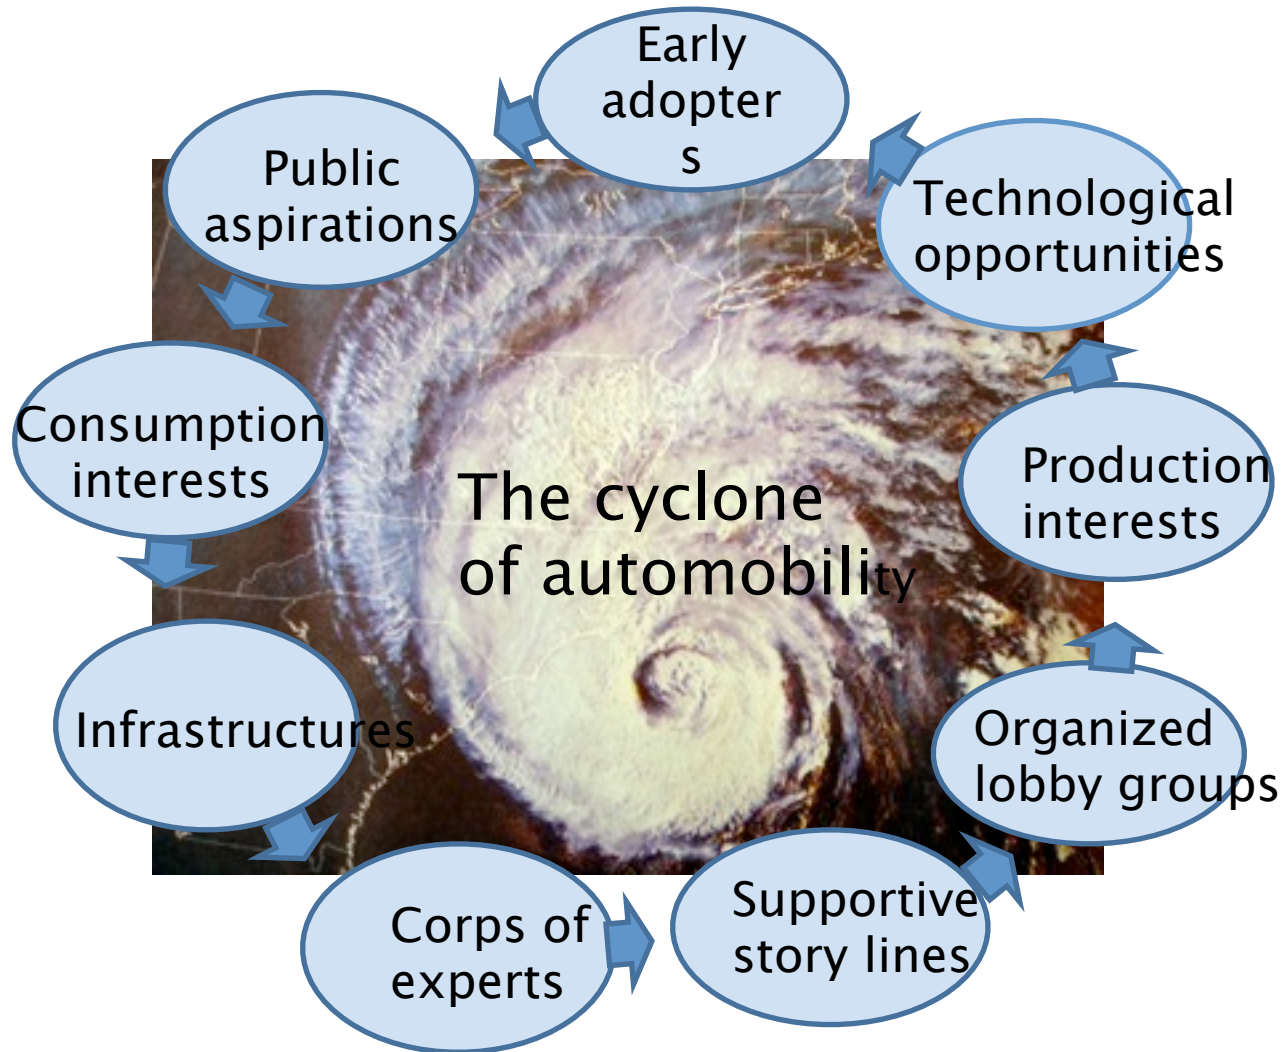 Early
adopter
s
Public
aspirations
Technological
opportunities
Consumption
interests
The cyclone
of automobility
Production
interests
Infrastructures
Organized
lobby groups
Corps of
experts
Supportive
story lines